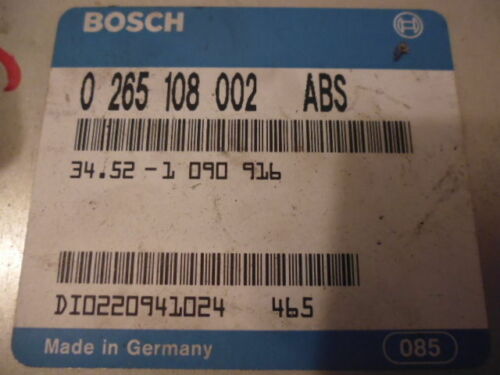 BOSCH
0 265 108 002 ABS
34.52-1 090 916
DI0220941024 465
Made in Germany 085